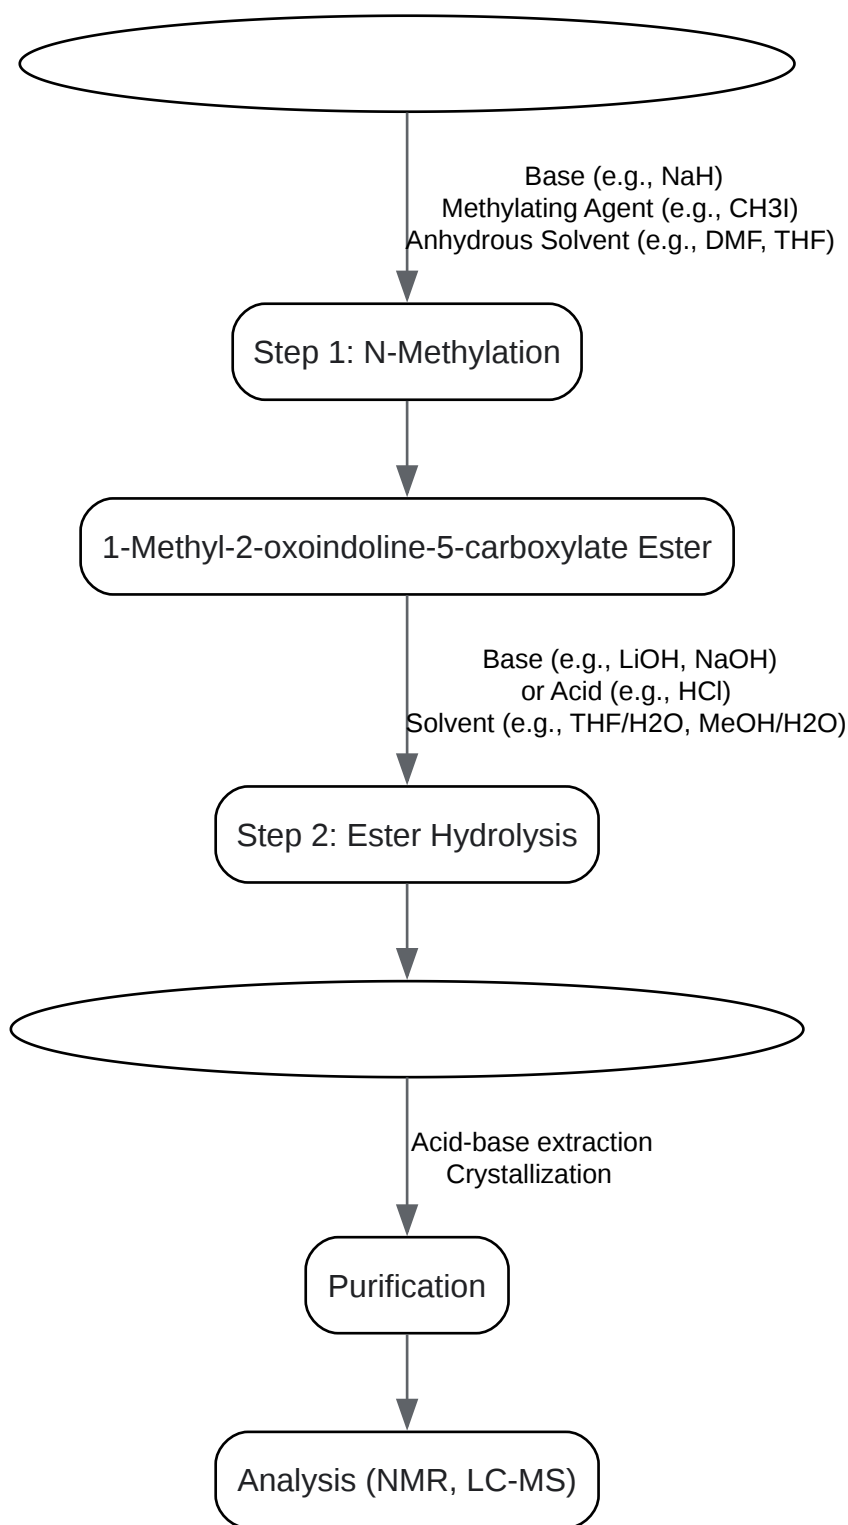 Base (e.g., NaH)
Methylating Agent (e.g., CH3I)
Anhydrous Solvent (e.g., DMF, THF)
Step 1: N-Methylation
1-Methyl-2-oxoindoline-5-carboxylate Ester
Base (e.g., LiOH, NaOH)
or Acid (e.g., HCl)
Solvent (e.g., THF/H2O, MeOH/H2O)
Step 2: Ester Hydrolysis
Acid-base extraction
Crystallization
Purification
Analysis (NMR, LC-MS)